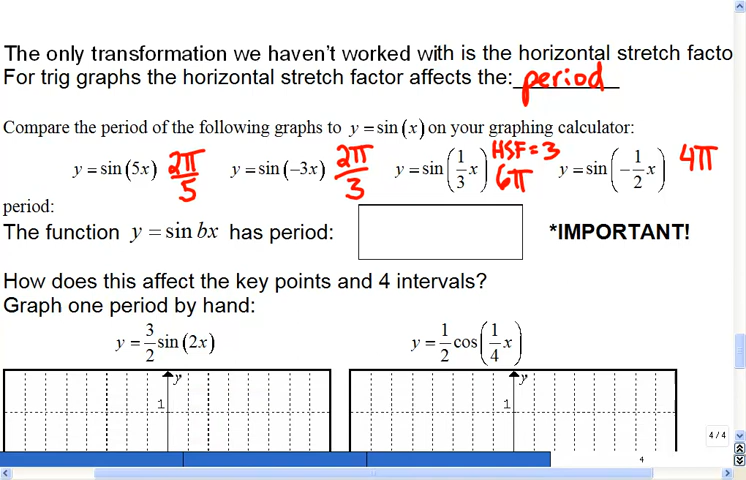 The only transformation we haven't worked with is the horizontal stretch facto
For trig graphs the horizontal stretch factor affects the: period
Compare the period of the following graphs to y = sin(x) on your graphing calculator:
y = sin(5x) 2π/5 y = sin(−3x) 2π/3 y = sin(1/3 x) HSF = 3 6π y = sin(−1/2 x) 4π
period:
The function y = sin bx has period: *IMPORTANT!
How does this affect the key points and 4 intervals?
Graph one period by hand:
y = 3/2 sin(2x) y = 1/2 cos(1/4 x)
y y
1 1
4 / 4
4